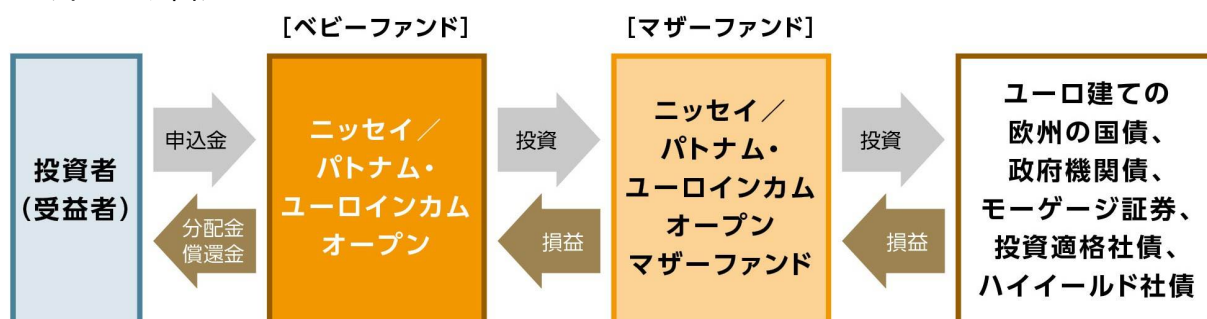 [ベビーファンド]
[マザーファンド]
投資者
(受益者)
申込金
分配金
償還金
ニッセイ／
パトナム・
ユーロインカム
オープン
投資
損益
ニッセイ／
パトナム・
ユーロインカム
オープン
マザーファンド
投資
損益
ユーロ建ての
欧州の国債、
政府機関債、
モーゲージ証券、
投資適格社債、
ハイイールド社債